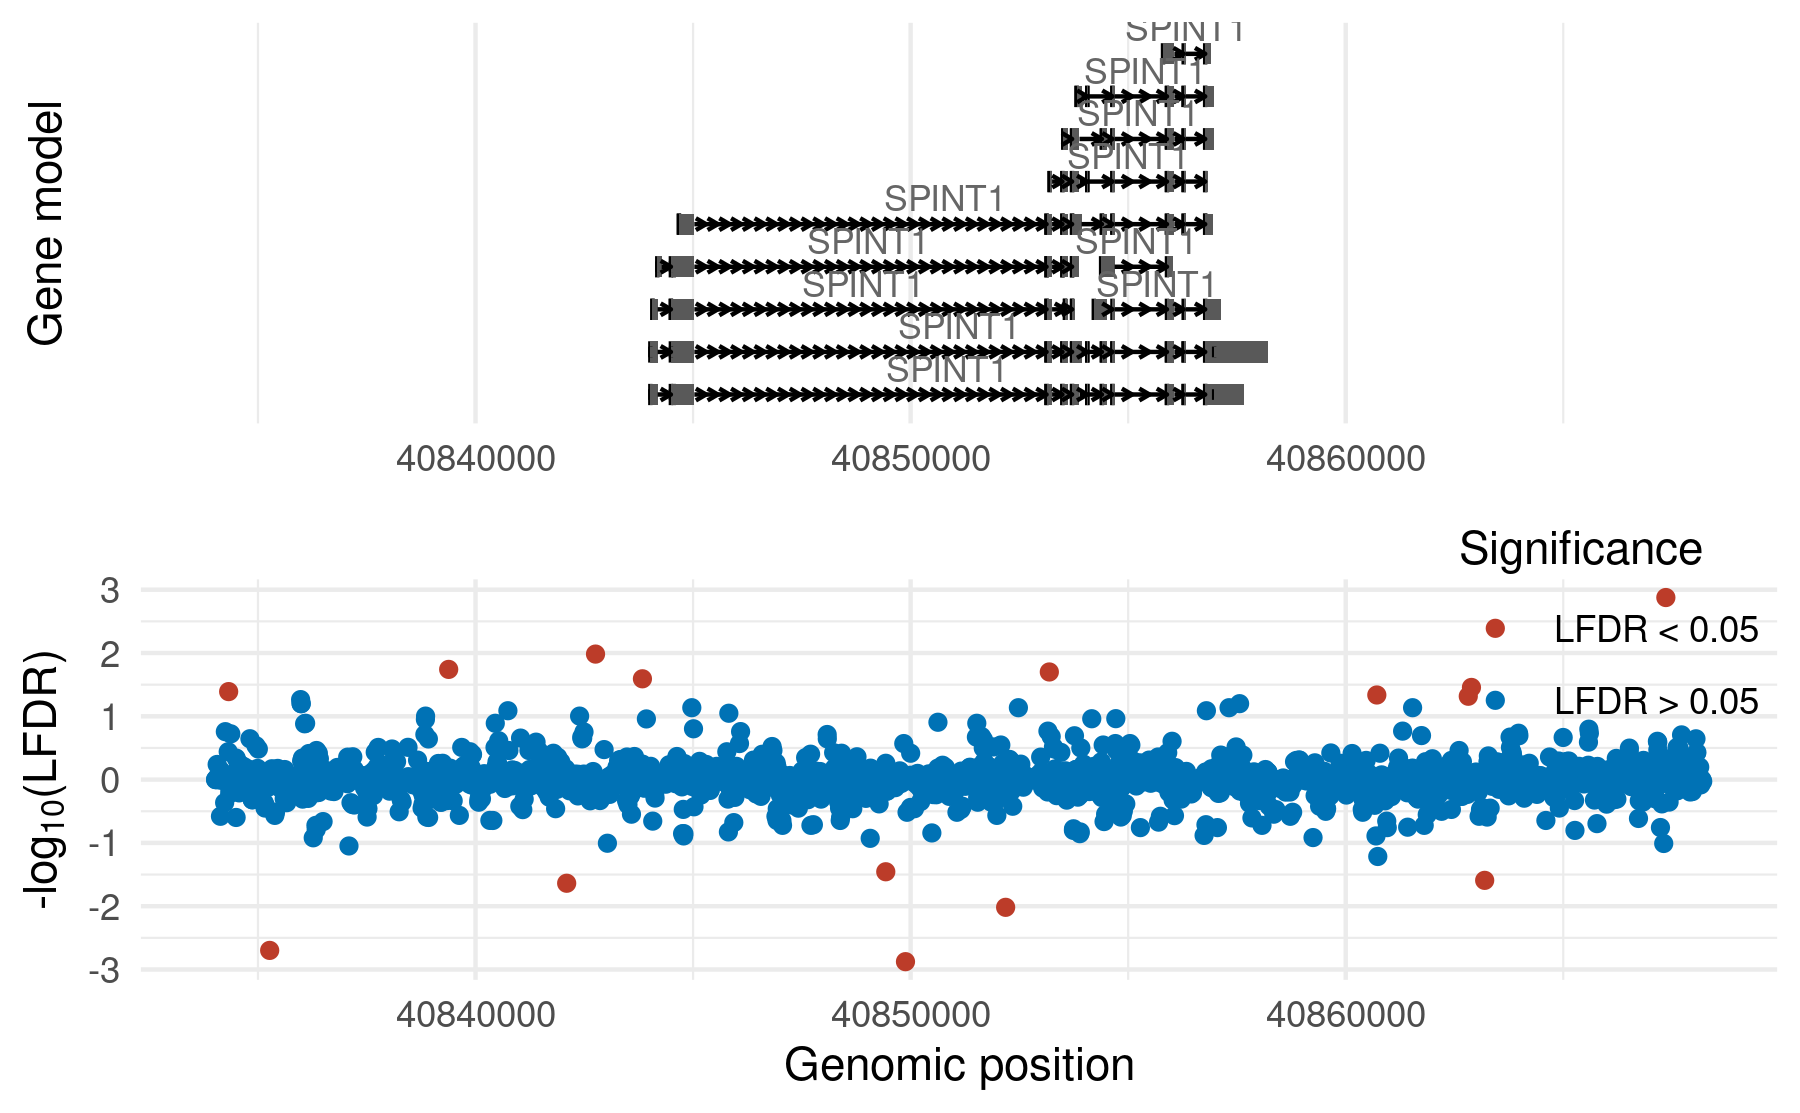 Gene model
SPINT1
SPINT1
SPINT1
SPINT1
SPINT1
SPINT1 SPINT1
SPINT1 SPINT1
SPINT1
SPINT1
40840000 40850000 40860000
Significance
LFDR < 0.05
LFDR > 0.05
-log10(LFDR)
3
2
1
0
-1
-2
-3
40840000 40850000 40860000
Genomic position